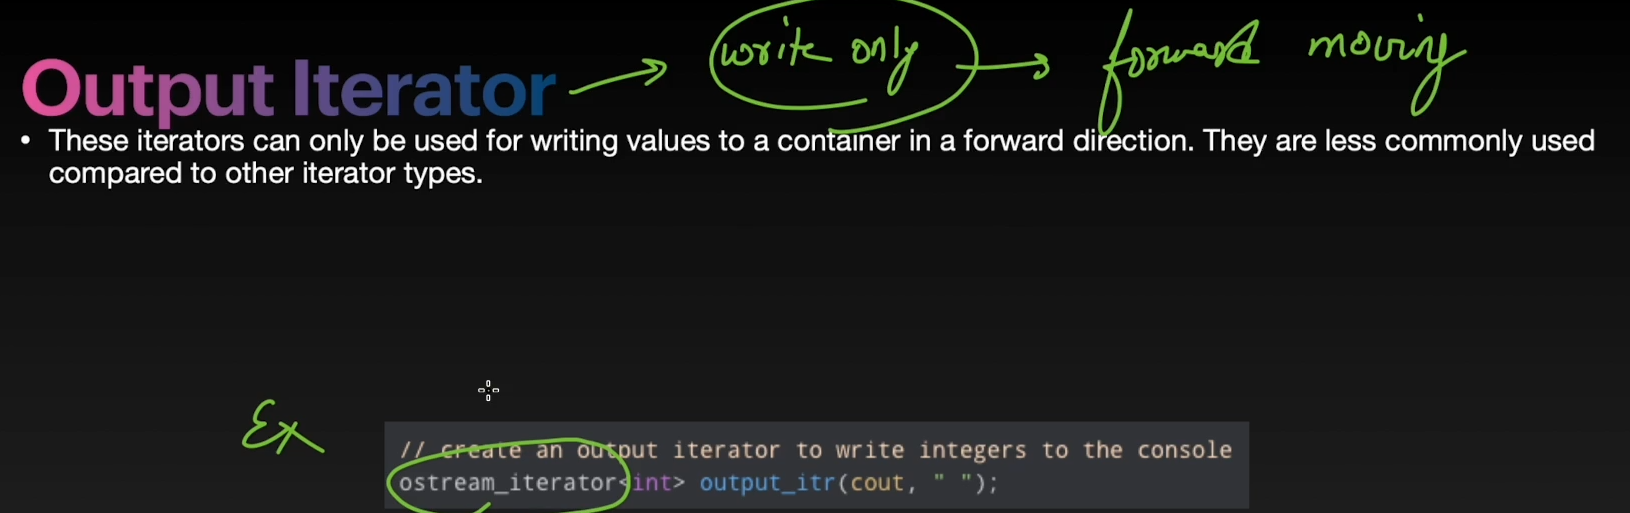 write only → forward moving
Output Iterator →
• These iterators can only be used for writing values to a container in a forward direction. They are less commonly used
compared to other iterator types.
Ex
// create an output iterator to write integers to the console
ostream_iterator<int> output_itr(cout, " ");